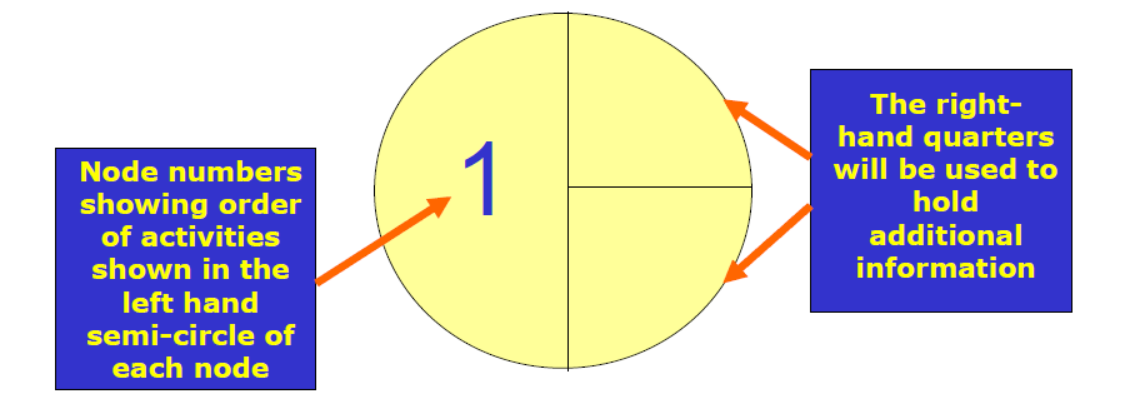 Node numbers
showing order
of activities
shown in the
left hand
semi-circle of
each node
1
The right-
hand quarters
will be used to
hold
additional
information